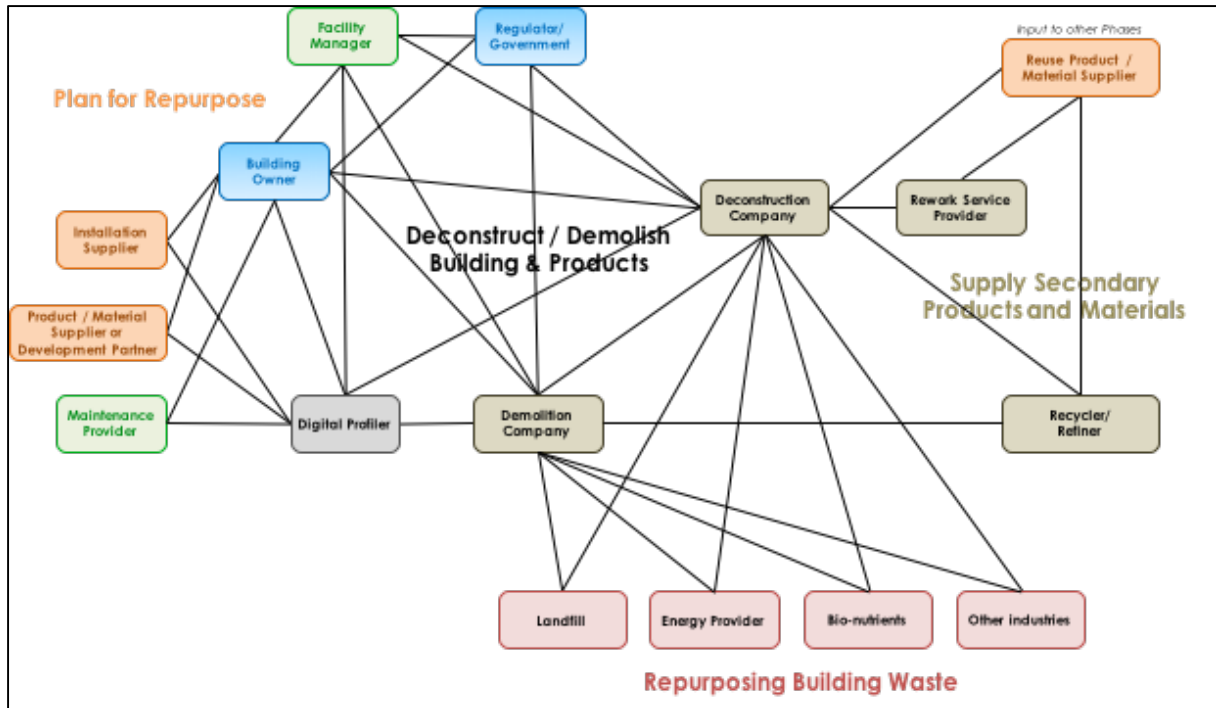 Facility
Manager
Regulator/
Government
Input to other Phases
Reuse Product /
Material Supplier
Plan for Repurpose
Building
Owner
Deconstruction
Company
Rework Service
Provider
Installation
Supplier
Deconstruct / Demolish
Building & Products
Supply Secondary
Products and Materials
Product / Material
Supplier or
Development Partner
Maintenance
Provider
Digital Profiler
Demolition
Company
Recycler/
Refiner
Landfill
Energy Provider
Bio-nutrients
Other industries
Repurposing Building Waste